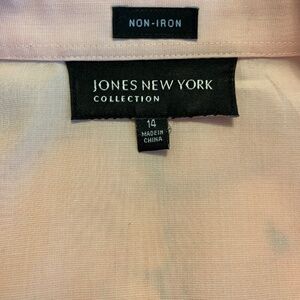 NON-IRON
JONES NEW YORK
COLLECTION
14
MADE IN
CHINA